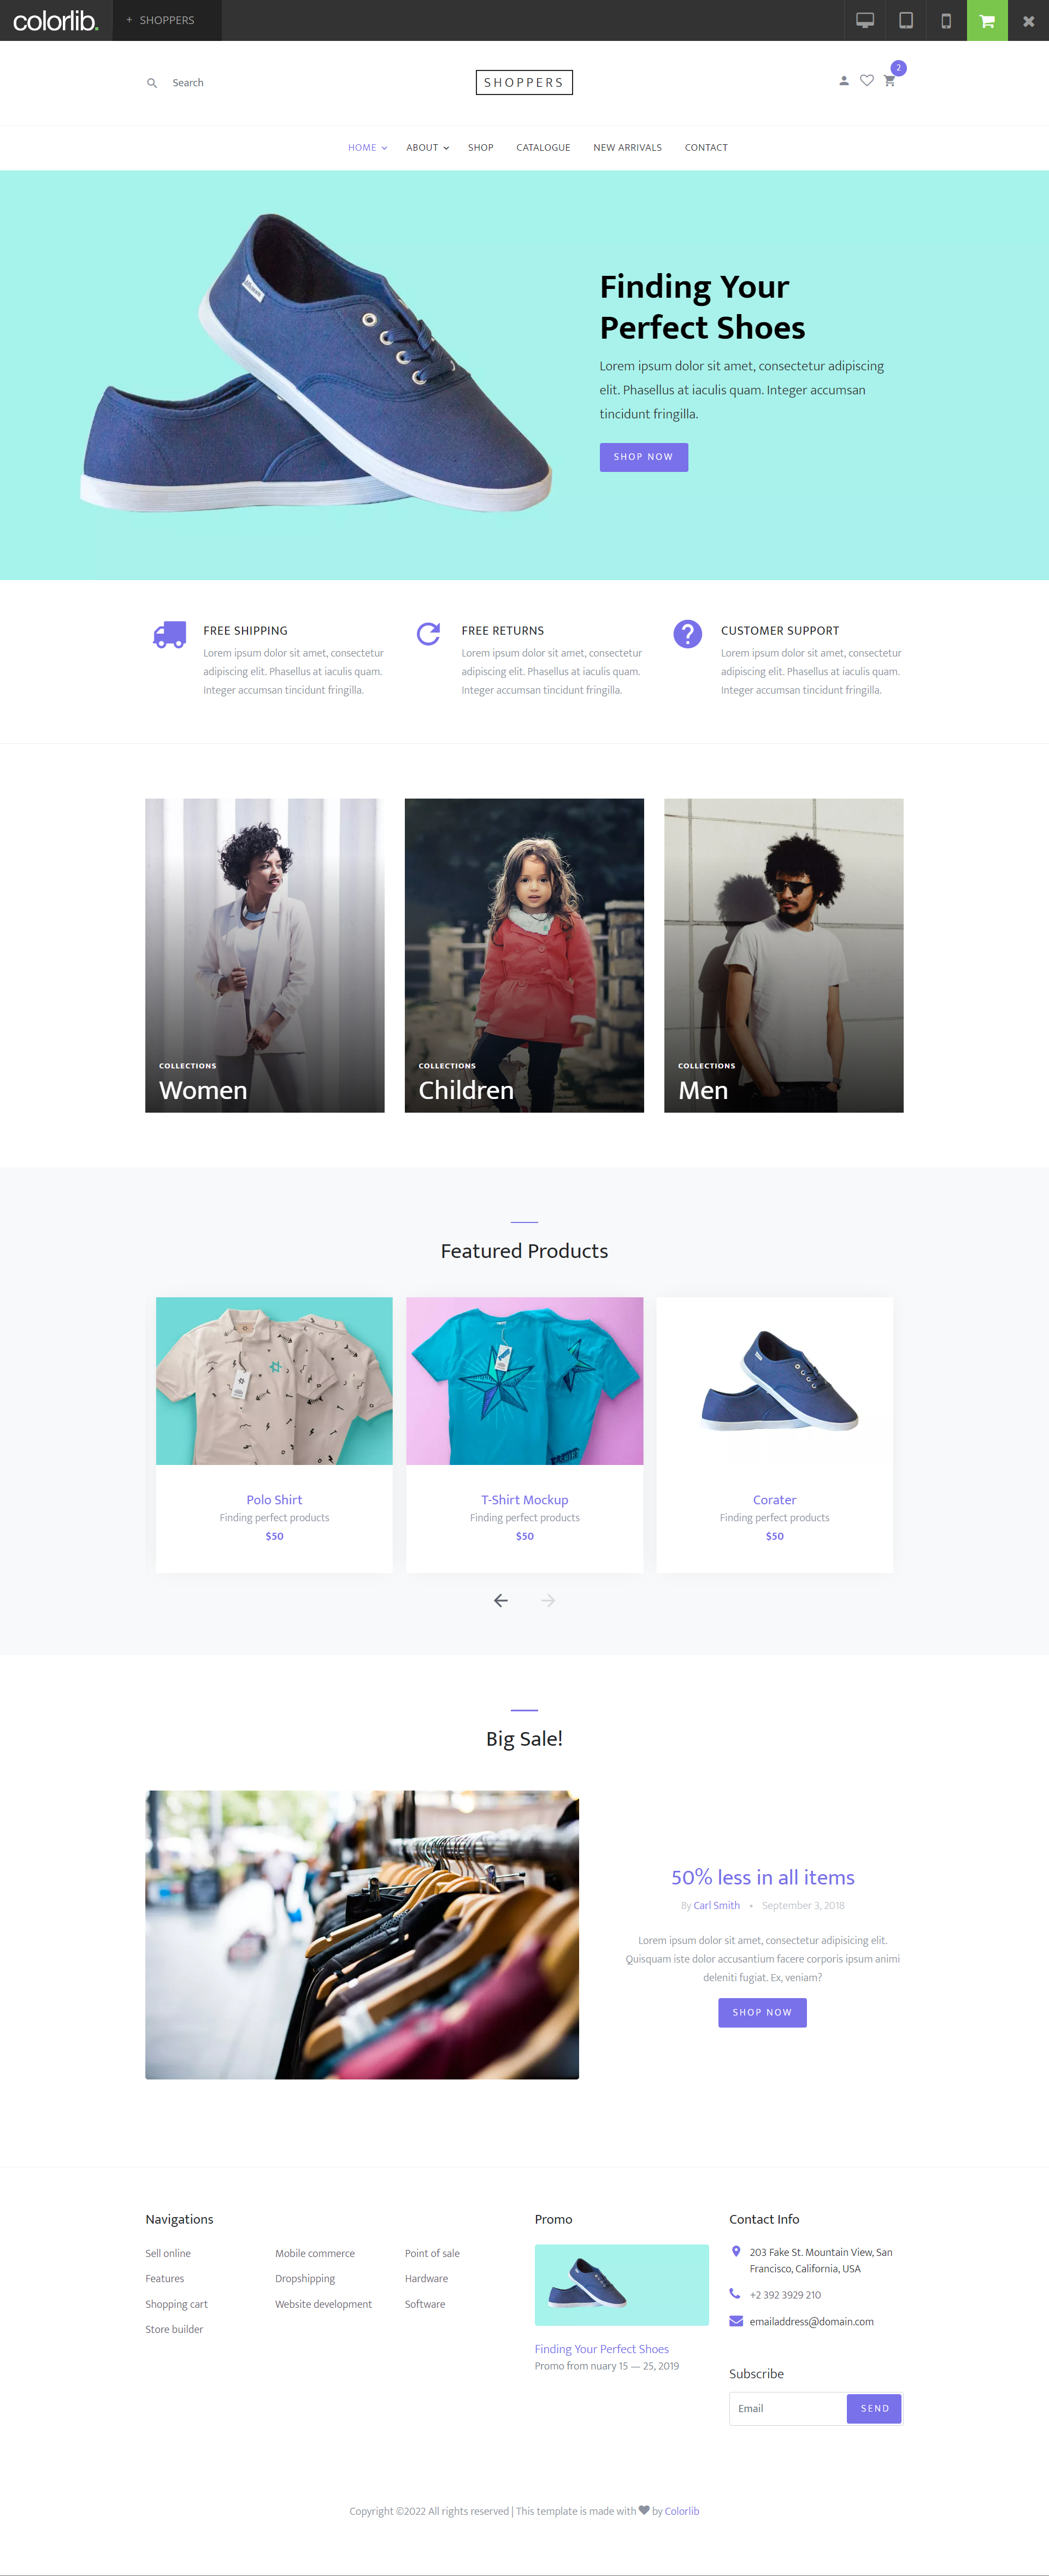 colorlib.
+ SHOPPERS
Search
SHOPPERS
2
HOME ABOUT SHOP CATALOGUE NEW ARRIVALS CONTACT
Finding Your
Perfect Shoes
Lorem ipsum dolor sit amet, consectetur adipiscing
elit. Phasellus at iaculis quam. Integer accumsan
tincidunt fringilla.
SHOP NOW
FREE SHIPPING
Lorem ipsum dolor sit amet, consectetur
adipiscing elit. Phasellus at iaculis quam.
Integer accumsan tincidunt fringilla.
FREE RETURNS
Lorem ipsum dolor sit amet, consectetur
adipiscing elit. Phasellus at iaculis quam.
Integer accumsan tincidunt fringilla.
CUSTOMER SUPPORT
Lorem ipsum dolor sit amet, consectetur
adipiscing elit. Phasellus at iaculis quam.
Integer accumsan tincidunt fringilla.
COLLECTIONS
Women
COLLECTIONS
Children
COLLECTIONS
Men
Featured Products
Polo Shirt
Finding perfect products
$50
T-Shirt Mockup
Finding perfect products
$50
Corater
Finding perfect products
$50
Big Sale!
50% less in all items
By Carl Smith • September 3, 2018
Lorem ipsum dolor sit amet, consectetur adipisicing elit.
Quisquam iste dolor accusantium facere corporis ipsum animi
deleniti fugiat. Ex, veniam?
SHOP NOW
Navigations
Sell online
Features
Shopping cart
Store builder
Mobile commerce
Dropshipping
Website development
Point of sale
Hardware
Software
Promo
Finding Your Perfect Shoes
Promo from nuary 15 — 25, 2019
Contact Info
203 Fake St. Mountain View, San
Francisco, California, USA
+2 392 3929 210
emailaddress@domain.com
Subscribe
Email
SEND
Copyright ©2022 All rights reserved | This template is made with by Colorlib